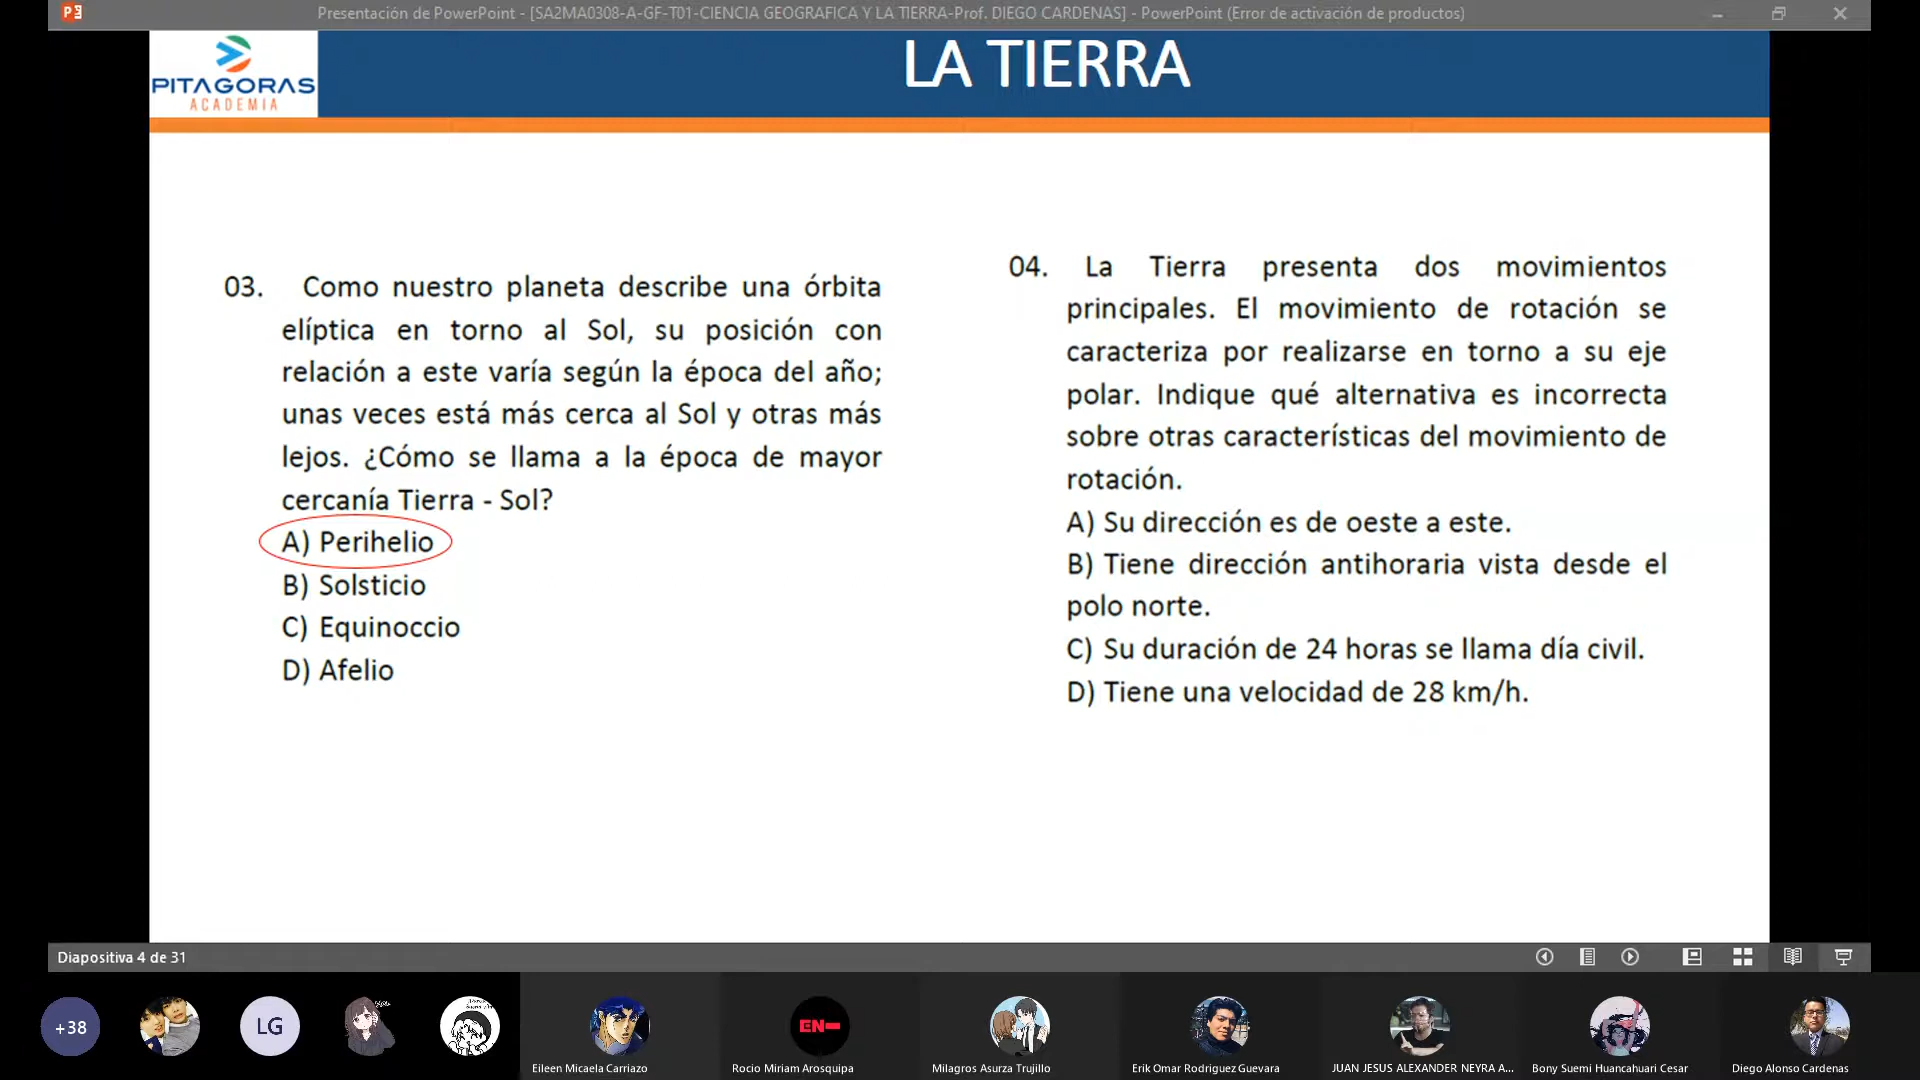 Presentación de PowerPoint - [SA2MA0308-A-GF-T01-CIENCIA GEOGRAFICA Y LA TIERRA-Prof. DIEGO CARDENAS] - PowerPoint (Error de activación de productos)
PITAGORAS
ACADEMIA
LA TIERRA
03. Como nuestro planeta describe una órbita
elíptica en torno al Sol, su posición con
relación a este varía según la época del año;
unas veces está más cerca al Sol y otras más
lejos. ¿Cómo se llama a la época de mayor
cercanía Tierra - Sol?
A) Perihelio
B) Solsticio
C) Equinoccio
D) Afelio
04. La Tierra presenta dos movimientos
principales. El movimiento de rotación se
caracteriza por realizarse en torno a su eje
polar. Indique qué alternativa es incorrecta
sobre otras características del movimiento de
rotación.
A) Su dirección es de oeste a este.
B) Tiene dirección antihoraria vista desde el
polo norte.
C) Su duración de 24 horas se llama día civil.
D) Tiene una velocidad de 28 km/h.
Diapositiva 4 de 31
+38
LG
EN
Eileen Micaela Carriazo
Rocio Miriam Arosquipa
Milagros Asurza Trujillo
Erik Omar Rodriguez Guevara
JUAN JESUS ALEXANDER NEYRA A...
Bony Suemi Huancahuari Cesar
Diego Alonso Cardenas